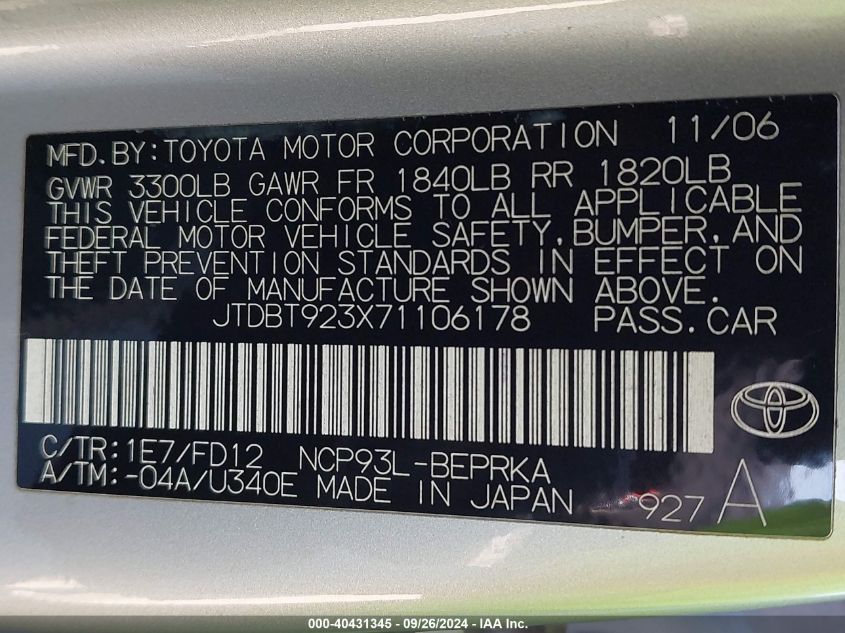 MFD. BY: TOYOTA MOTOR CORPORATION 11/06
GVWR 3300LB GAWR FR 1840LB RR 1820LB
THIS VEHICLE CONFORMS TO ALL APPLICABLE
FEDERAL MOTOR VEHICLE SAFETY, BUMPER, AND
THEFT PREVENTION STANDARDS IN EFFECT ON
THE DATE OF MANUFACTURE SHOWN ABOVE.
JTDBT923X71106178 PASS. CAR
C/TR: 1E7/FD12 NCP93L-BEPRKA
A/TM: -04A/U340E MADE IN JAPAN 927 A
000-40431345 - 09/26/2024 - IAA Inc.